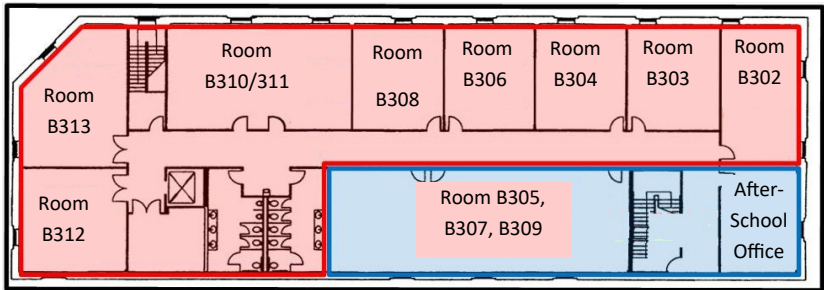 Room
B310/311
Room
B308
Room
B306
Room
B304
Room
B303
Room
B302
Room
B313
Room
B312
Room B305,
B307, B309
After-
School
Office